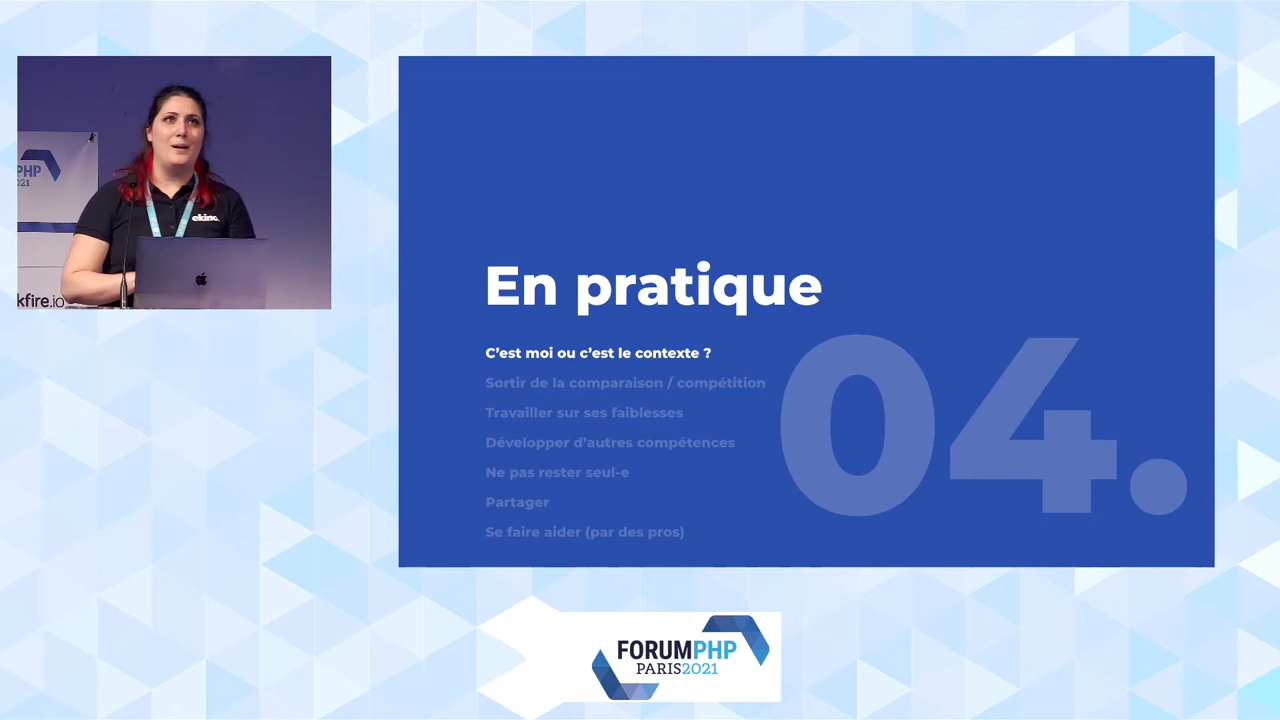 PHP
2021
ekino
kfire.io
En pratique
C'est moi ou c'est le contexte ?
Sortir de la comparaison / compétition
Travailler sur ses faiblesses
Développer d'autres compétences
Ne pas rester seul-e
Partager
Se faire aider (par des pros)
04.
FORUMPHP
PARIS2021